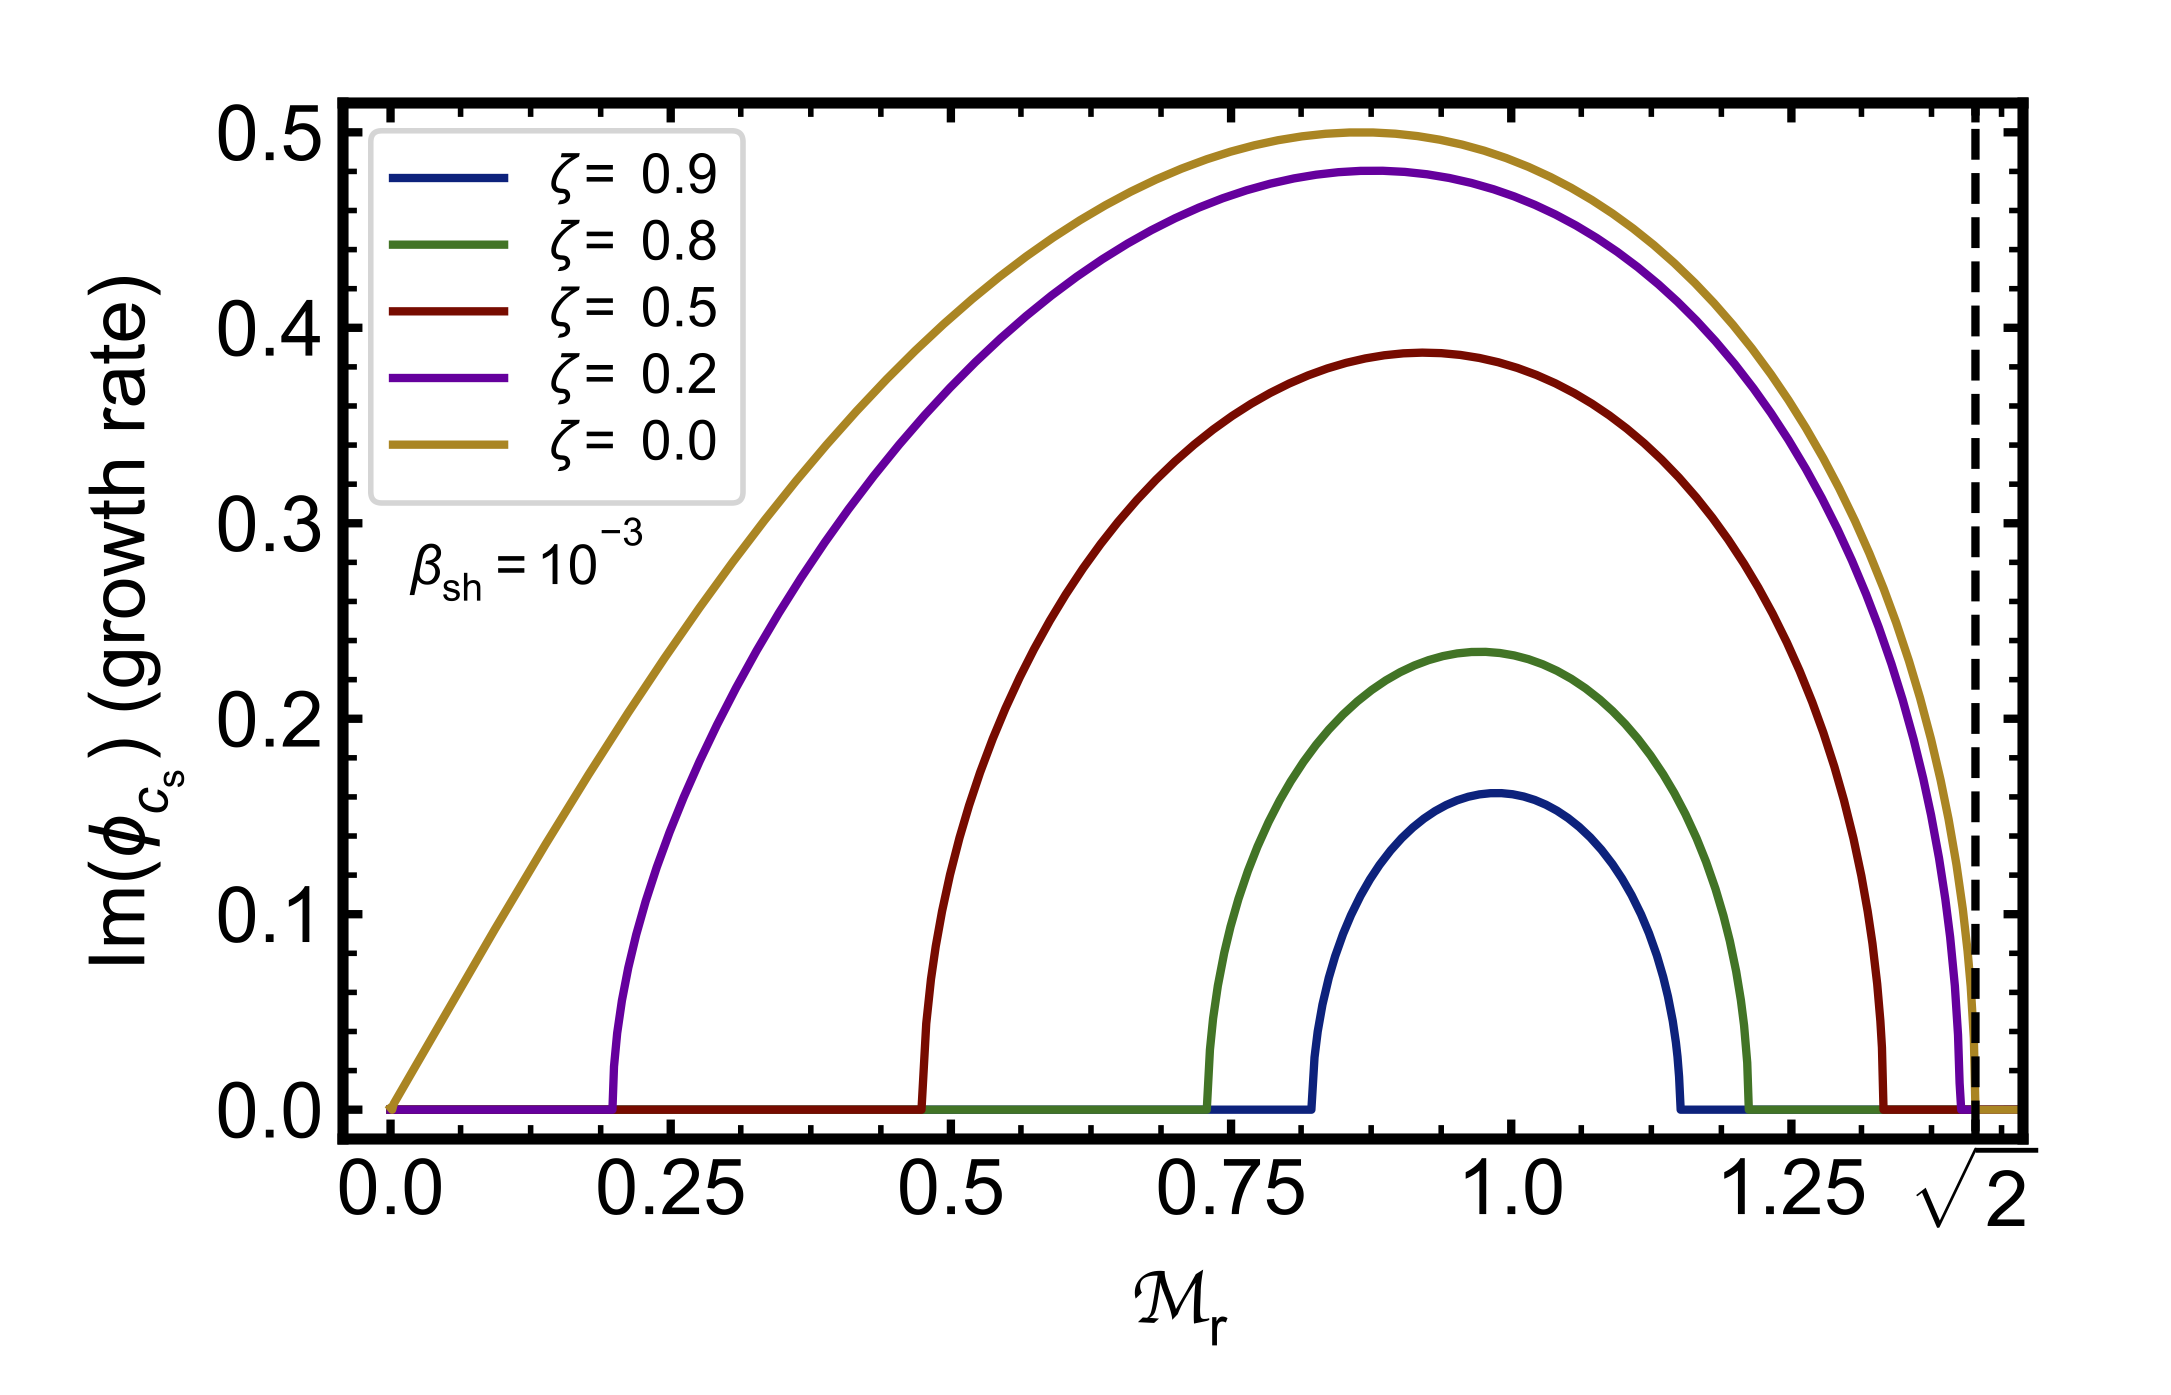 0.5
0.4
0.3
0.2
0.1
0.0
Im(ϕ_{c_s}) (growth rate)
ζ = 0.9
ζ = 0.8
ζ = 0.5
ζ = 0.2
ζ = 0.0
β_sh = 10^{−3}
0.0 0.25 0.5 0.75 1.0 1.25 √2
ℳ_r